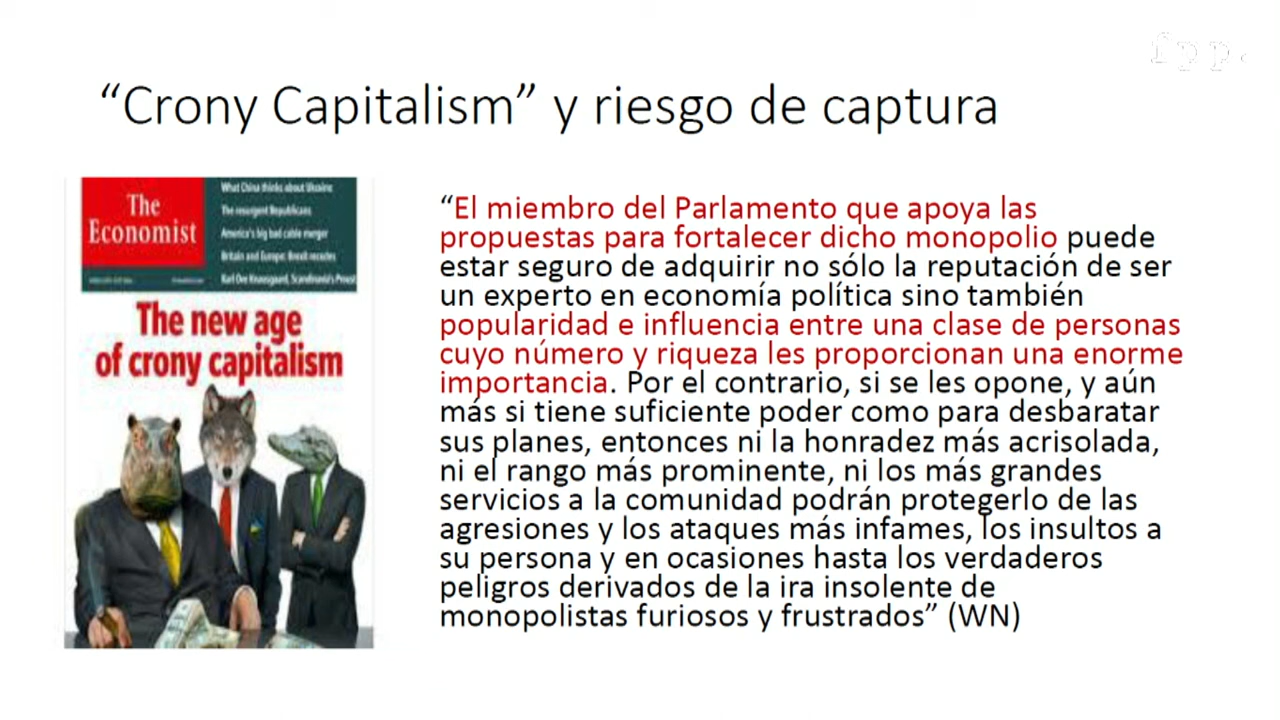 fpp.
“Crony Capitalism” y riesgo de captura
The
Economist
What China thinks about Ukraine
The resurgent Republicans
America's big bad cable merger
Britain and Europe: Brexit
Karl Ove Knausgaard, Scandinavia's Proust
The new age
of crony capitalism
“El miembro del Parlamento que apoya las
propuestas para fortalecer dicho monopolio puede
estar seguro de adquirir no sólo la reputación de ser
un experto en economía política sino también
popularidad e influencia entre una clase de personas
cuyo número y riqueza les proporcionan una enorme
importancia. Por el contrario, si se les opone, y aún
más si tiene suficiente poder como para desbaratar
sus planes, entonces ni la honradez más acrisolada,
ni el rango más prominente, ni los más grandes
servicios a la comunidad podrán protegerlo de las
agresiones y los ataques más infames, los insultos a
su persona y en ocasiones hasta los verdaderos
peligros derivados de la ira insolente de
monopolistas furiosos y frustrados” (WN)